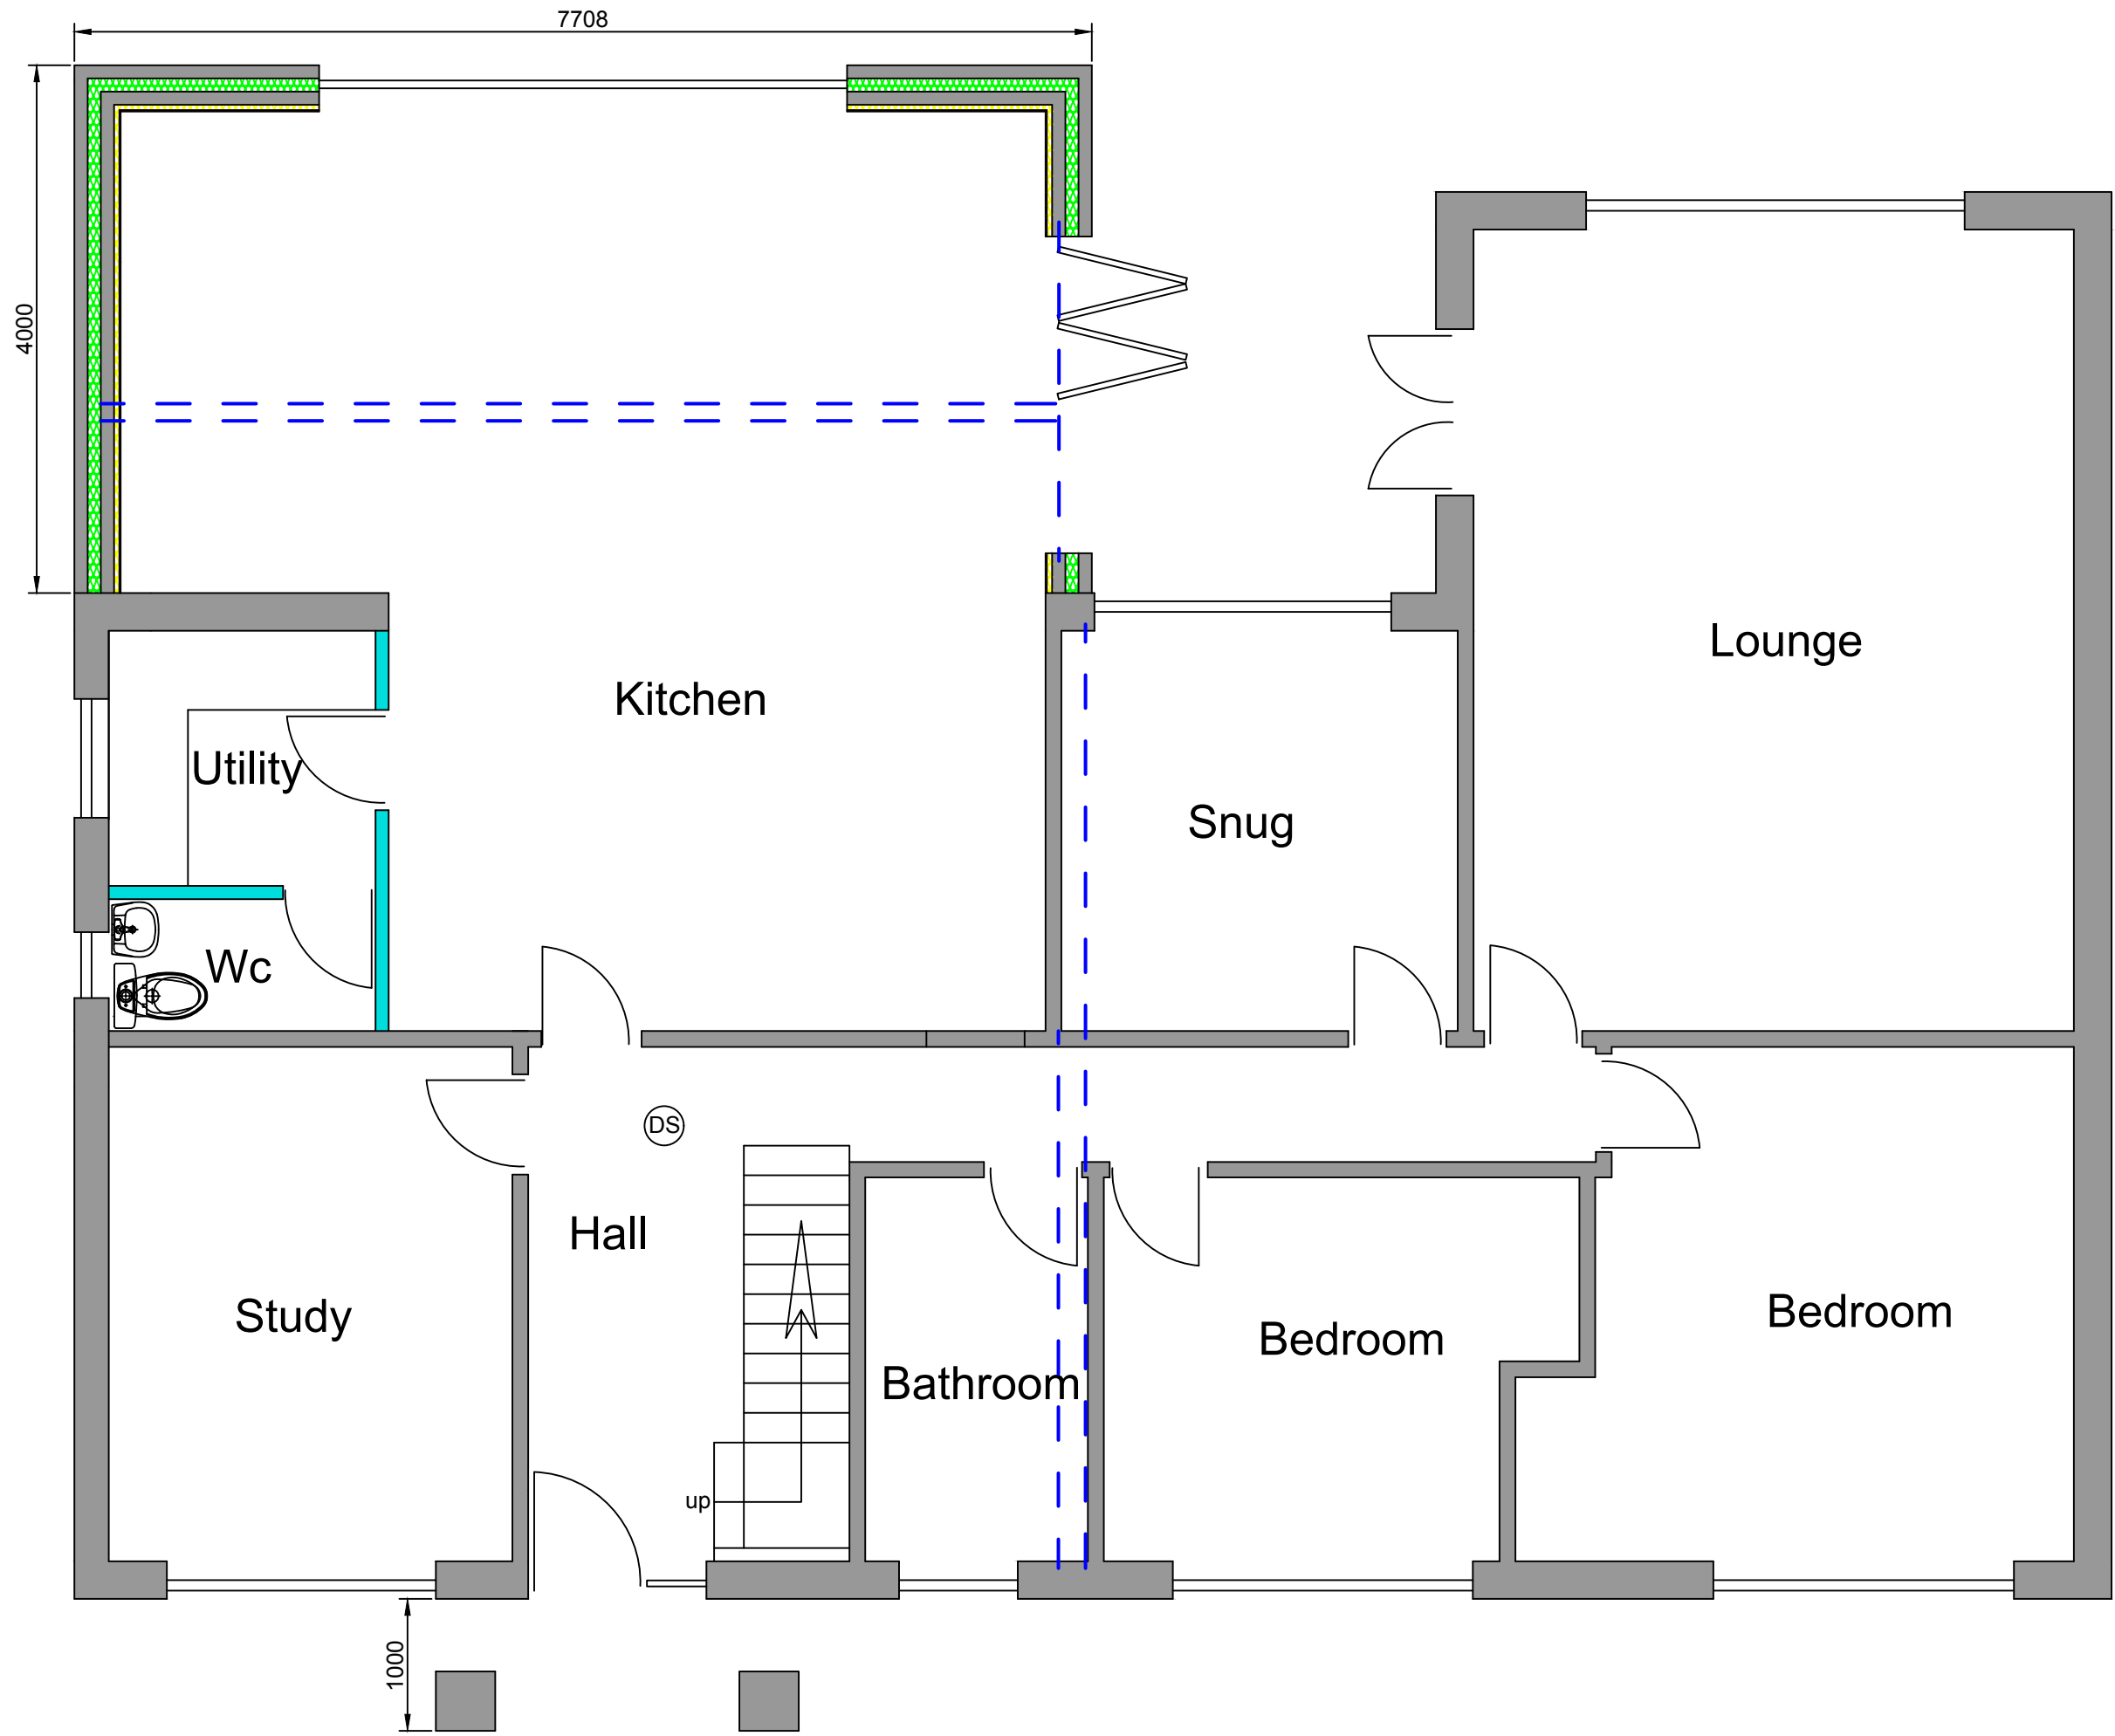 7708
4000
Lounge
Kitchen
Utility
Snug
Wc
DS
Hall
Study
Bedroom
Bedroom
Bathroom
up
1000